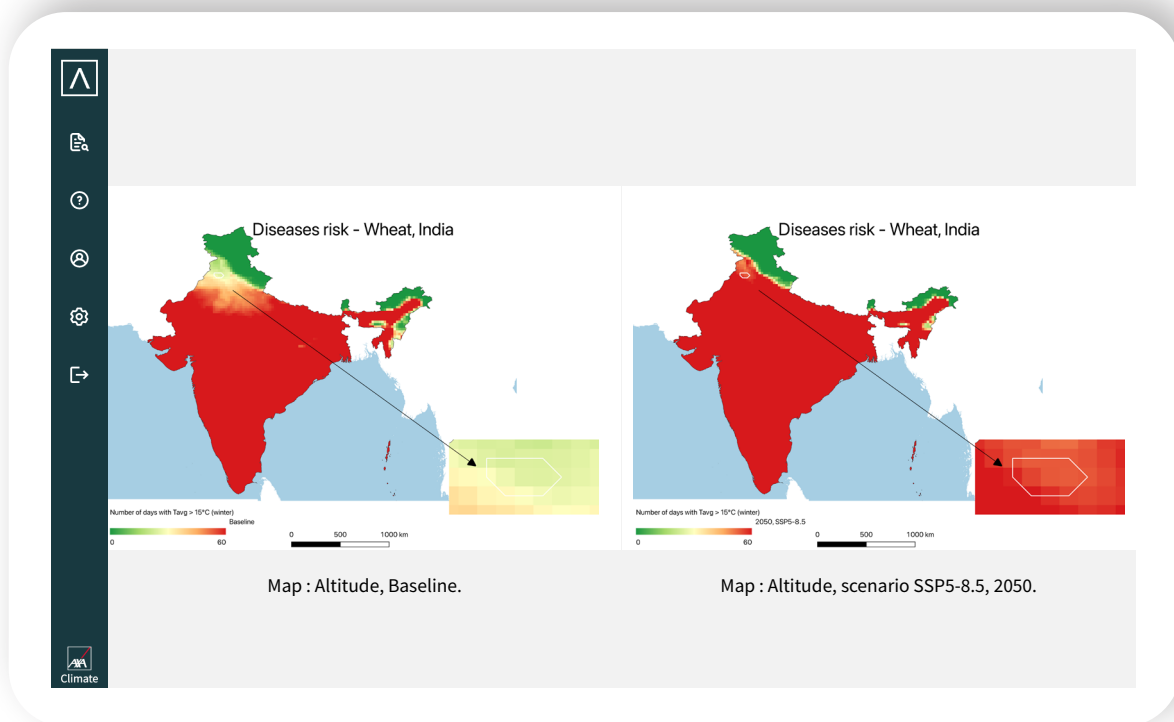 Diseases risk - Wheat, India
Number of days with Tavg > 15°C (winter)
Baseline
0
60
0
500
1000 km
Map : Altitude, Baseline.
Diseases risk - Wheat, India
Number of days with Tavg > 15°C (winter)
2050, SSP5-8.5
0
60
0
500
1000 km
Map : Altitude, scenario SSP5-8.5, 2050.
AXA
Climate